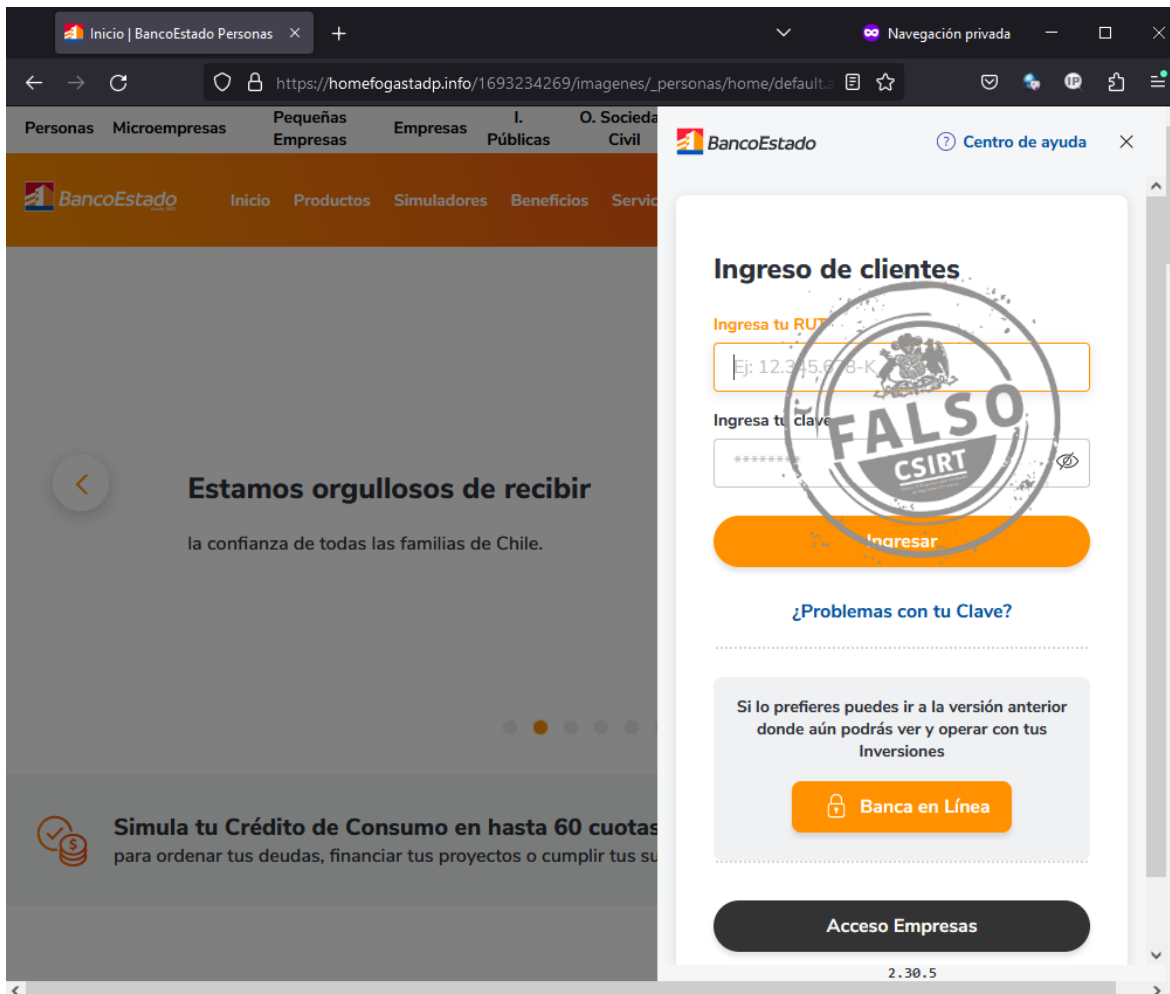 Inicio | BancoEstado Personas
Navegación privada
https://homefogastadp.info/1693234269/imagenes/_personas/home/default.a
Personas Microempresas Pequeñas Empresas Empresas I. Públicas O. Socieda Civil
BancoEstado Inicio Productos Simuladores Beneficios Servic
Estamos orgullosos de recibir
la confianza de todas las familias de Chile.
Simula tu Crédito de Consumo en hasta 60 cuotas
para ordenar tus deudas, financiar tus proyectos o cumplir tus su
BancoEstado
Centro de ayuda
Ingreso de clientes
Ingresa tu RUT
Ej: 12.345.678-K
Ingresa tu clave
********
FALSO
CSIRT
Ingresar
¿Problemas con tu Clave?
Si lo prefieres puedes ir a la versión anterior
donde aún podrás ver y operar con tus
Inversiones
Banca en Línea
Acceso Empresas
2.30.5